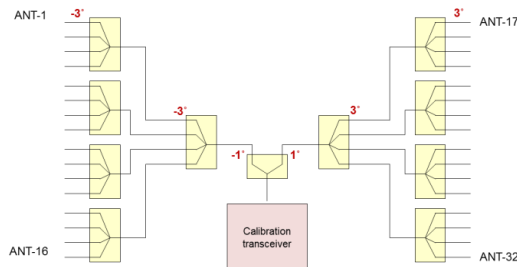 ANT-1
-3°
3°
ANT-17
-3°
3°
-1°
1°
Calibration
transceiver
ANT-16
ANT-32